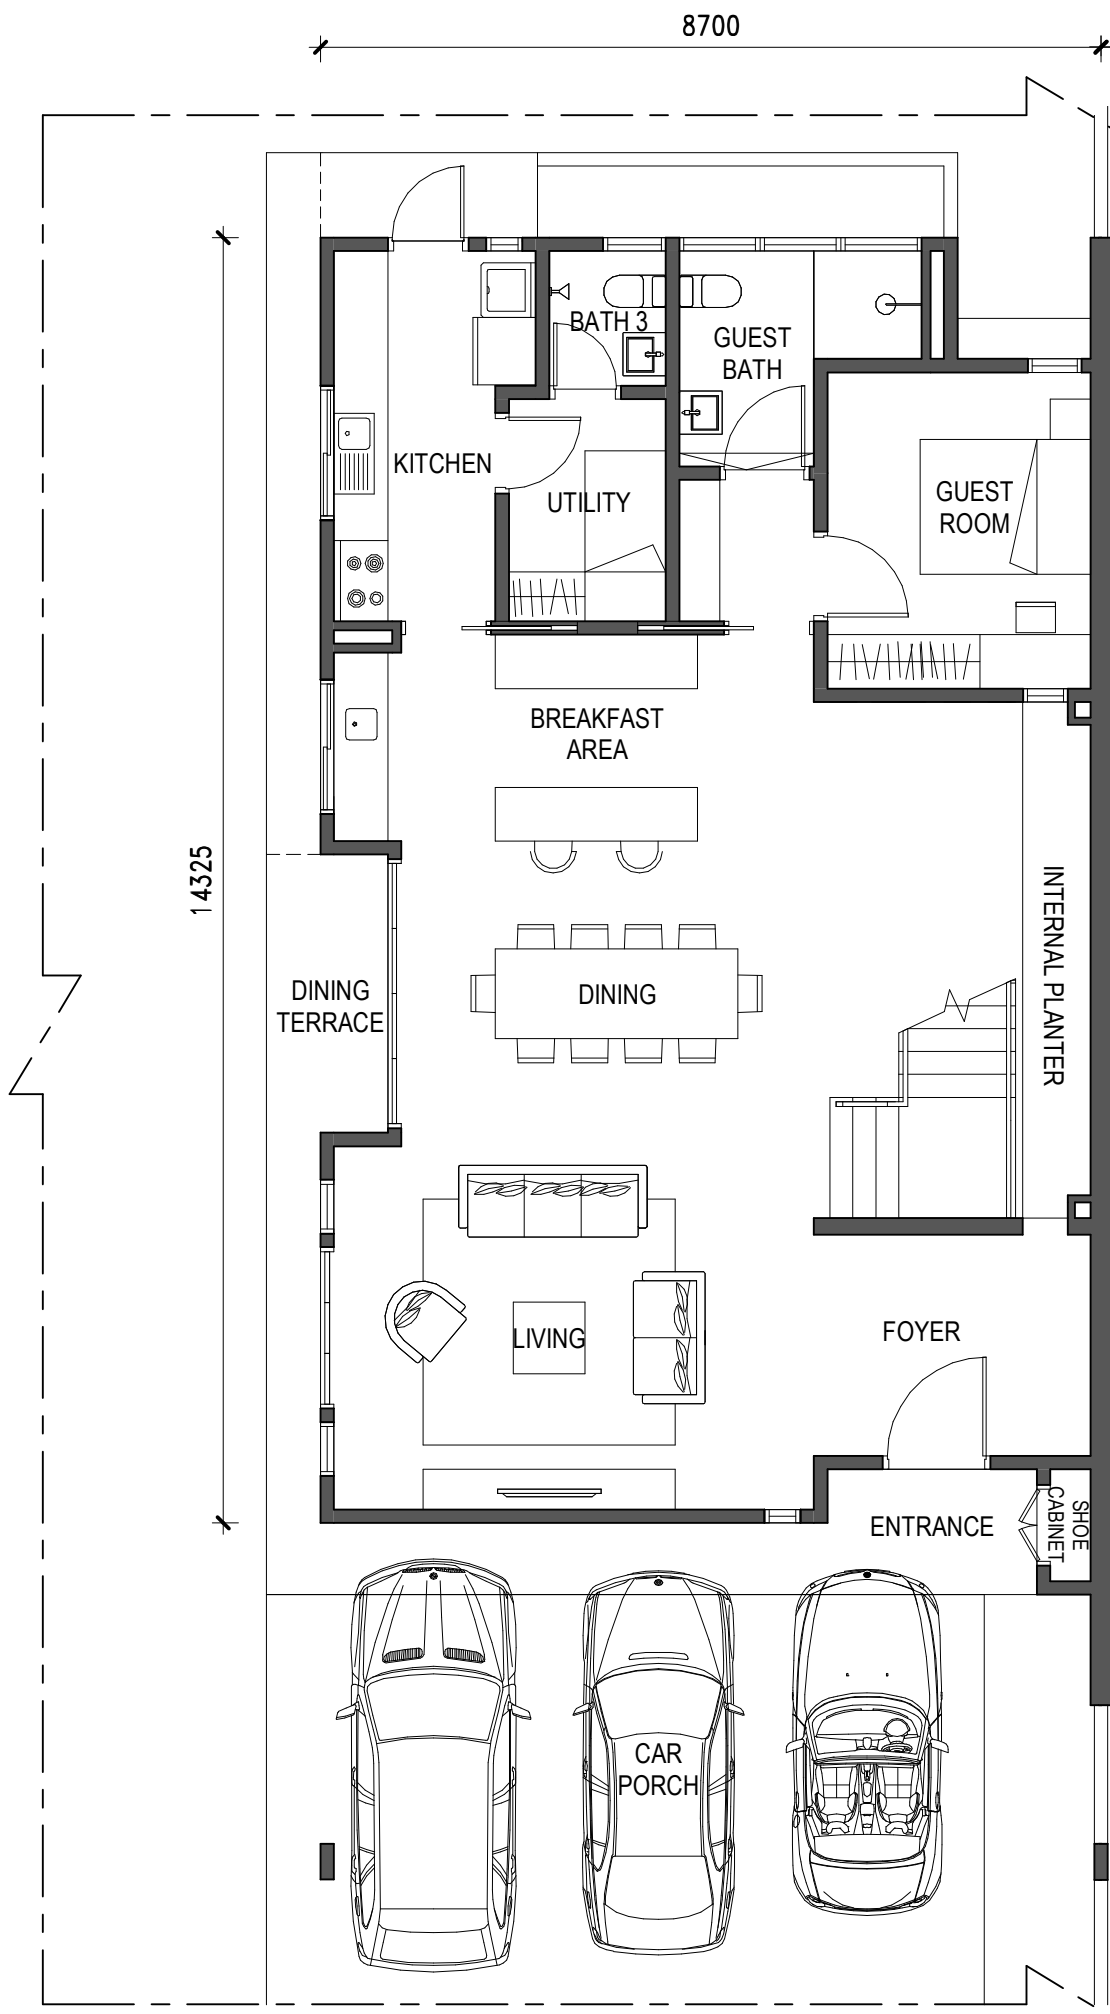 8700
BATH 3
GUEST
BATH
KITCHEN
UTILITY
GUEST
ROOM
BREAKFAST
AREA
14325
INTERNAL PLANTER
DINING
TERRACE
DINING
LIVING
FOYER
ENTRANCE
SHOE
CABINET
CAR
PORCH